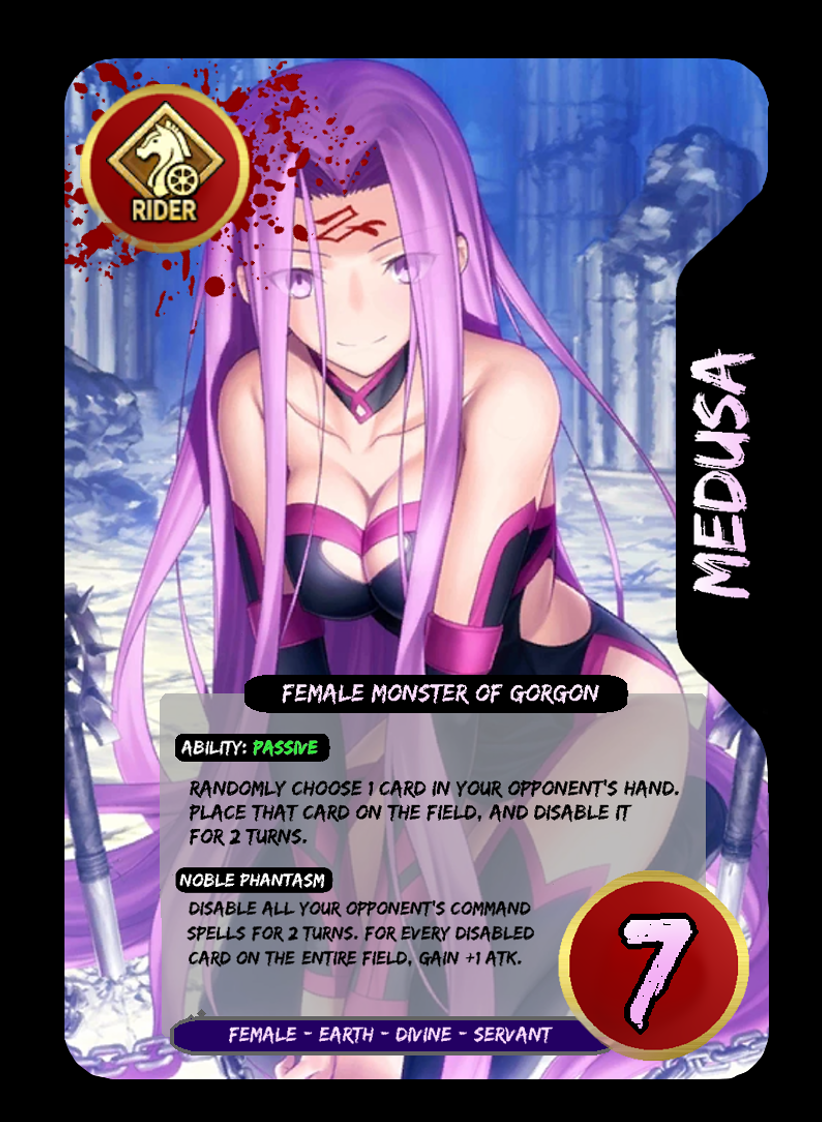 RIDER
MEDUSA
FEMALE MONSTER OF GORGON
ABILITY: PASSIVE
RANDOMLY CHOOSE 1 CARD IN YOUR OPPONENT'S HAND.
PLACE THAT CARD ON THE FIELD, AND DISABLE IT
FOR 2 TURNS.
NOBLE PHANTASM
DISABLE ALL YOUR OPPONENT'S COMMAND
SPELLS FOR 2 TURNS. FOR EVERY DISABLED
CARD ON THE ENTIRE FIELD, GAIN +1 ATK.
7
FEMALE - EARTH - DIVINE - SERVANT